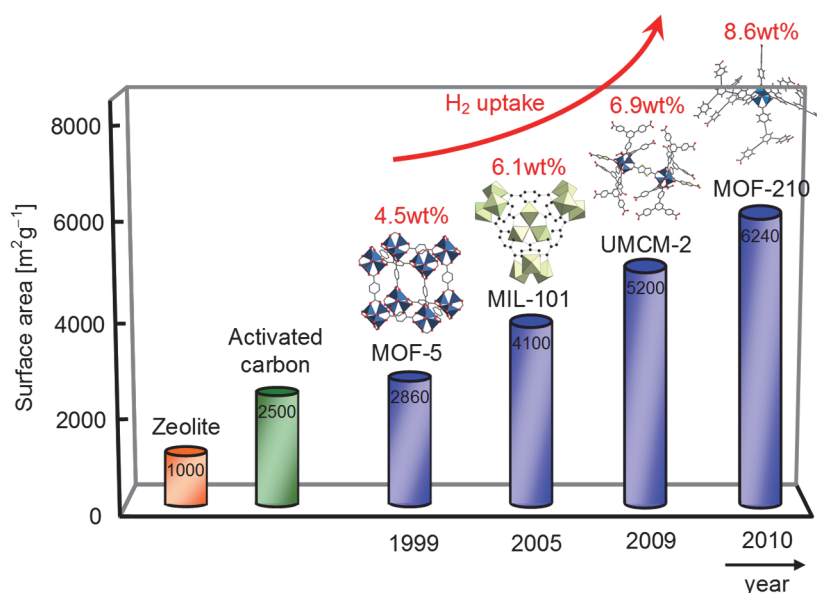 8.6wt%
H₂ uptake
6.9wt%
8000
6.1wt%
MOF-210
4.5wt%
6000
6240
UMCM-2
5200
MIL-101
Surface area [m²g⁻¹]
4000
Activated
carbon
MOF-5
4100
2500
2860
2000
Zeolite
1000
0
1999
2005
2009
2010
year